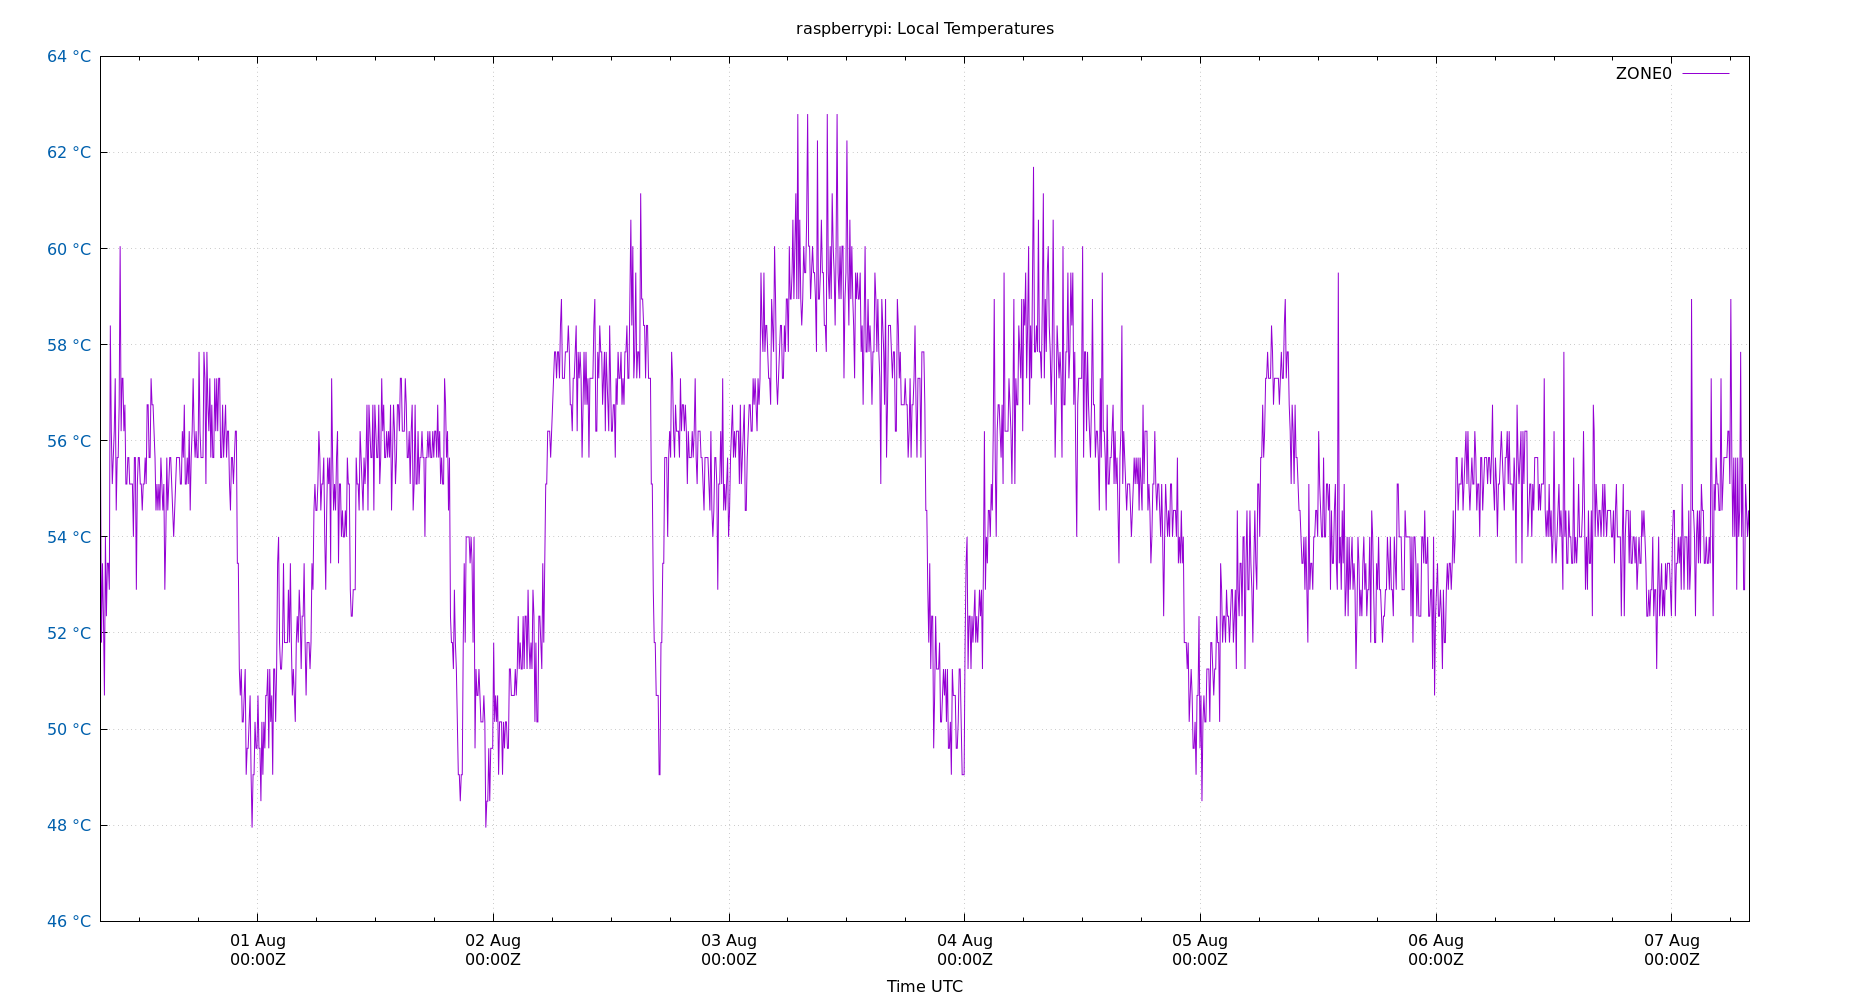 raspberrypi: Local Temperatures
64 °C
ZONE0
62 °C
60 °C
58 °C
56 °C
54 °C
52 °C
50 °C
48 °C
46 °C
01 Aug 02 Aug 03 Aug 04 Aug 05 Aug 06 Aug 07 Aug
00:00Z 00:00Z 00:00Z 00:00Z 00:00Z 00:00Z 00:00Z
Time UTC